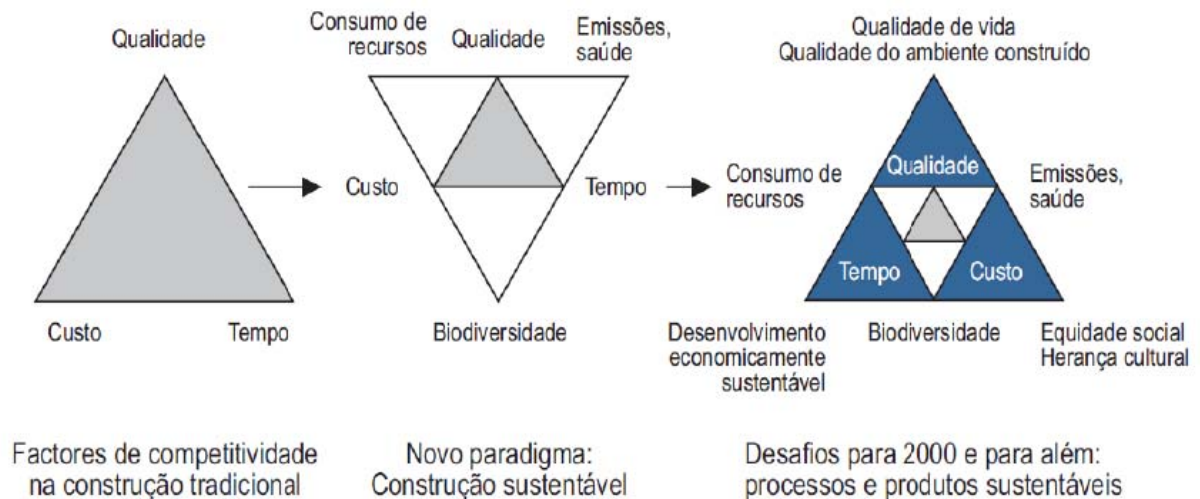 Qualidade
Custo
Tempo
Consumo de
recursos
Qualidade
Emissões,
saúde
Custo
Tempo
Biodiversidade
Qualidade de vida
Qualidade do ambiente construído
Consumo de
recursos
Qualidade
Emissões,
saúde
Tempo
Custo
Desenvolvimento
economicamente
sustentável
Biodiversidade
Equidade social
Herança cultural
Factores de competitividade
na construção tradicional
Novo paradigma:
Construção sustentável
Desafios para 2000 e para além:
processos e produtos sustentáveis